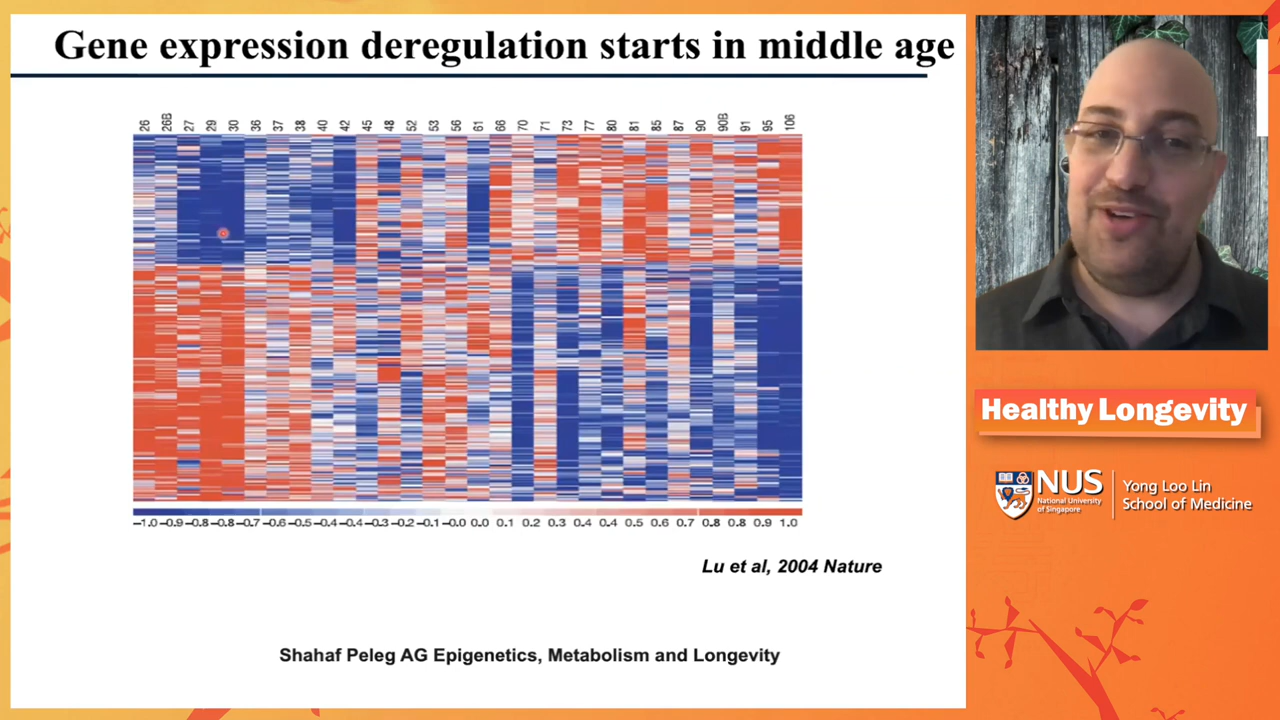 Gene expression deregulation starts in middle age
26 26B 27 29 30 36 37 38 40 42 45 48 52 53 56 61 66 70 71 73 77 80 81 85 87 90 90B 91 95 106
−1.0 −0.9 −0.8 −0.8 −0.7 −0.6 −0.5 −0.4 −0.4 −0.3 −0.2 −0.1 −0.0 0.0 0.1 0.2 0.3 0.4 0.4 0.5 0.6 0.7 0.8 0.8 0.9 1.0
Lu et al, 2004 Nature
Shahaf Peleg AG Epigenetics, Metabolism and Longevity
Healthy Longevity
NUS
National University
of Singapore
Yong Loo Lin
School of Medicine